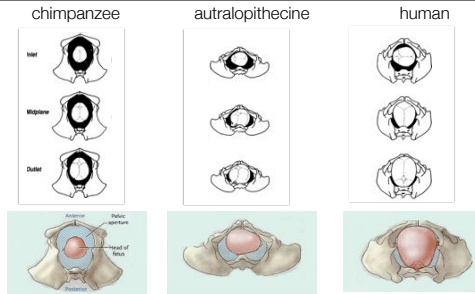 chimpanzee autralopithecine human
Inlet
Midplane
Outlet
Anterior
Pelvic
aperture
Head of
fetus
Posterior